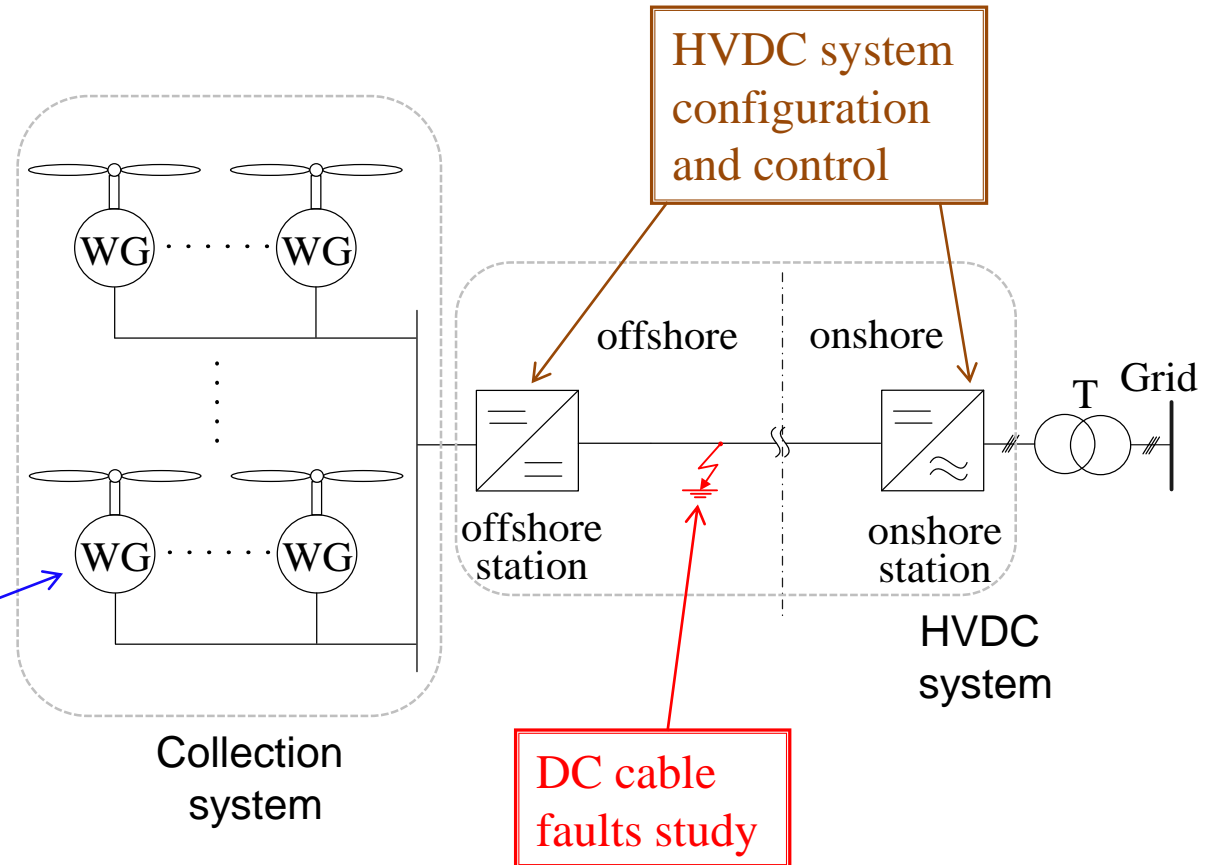 HVDC system
configuration
and control
WG ...... WG
offshore
onshore
T
Grid
WG ...... WG
offshore
station
onshore
station
HVDC
system
Collection
system
DC cable
faults study